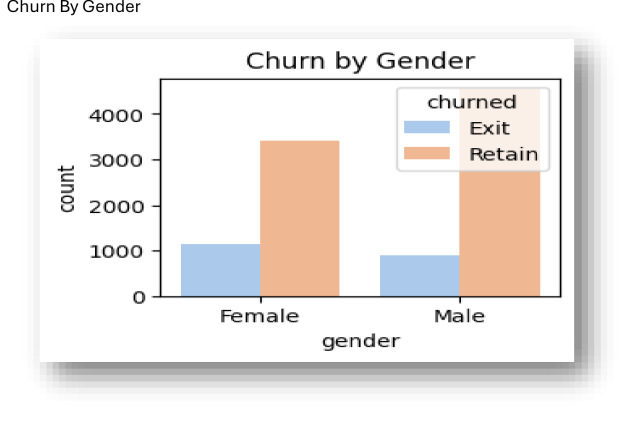 Churn By Gender
Churn by Gender
churned
Exit
Retain
4000
3000
2000
1000
0
count
Female
Male
gender